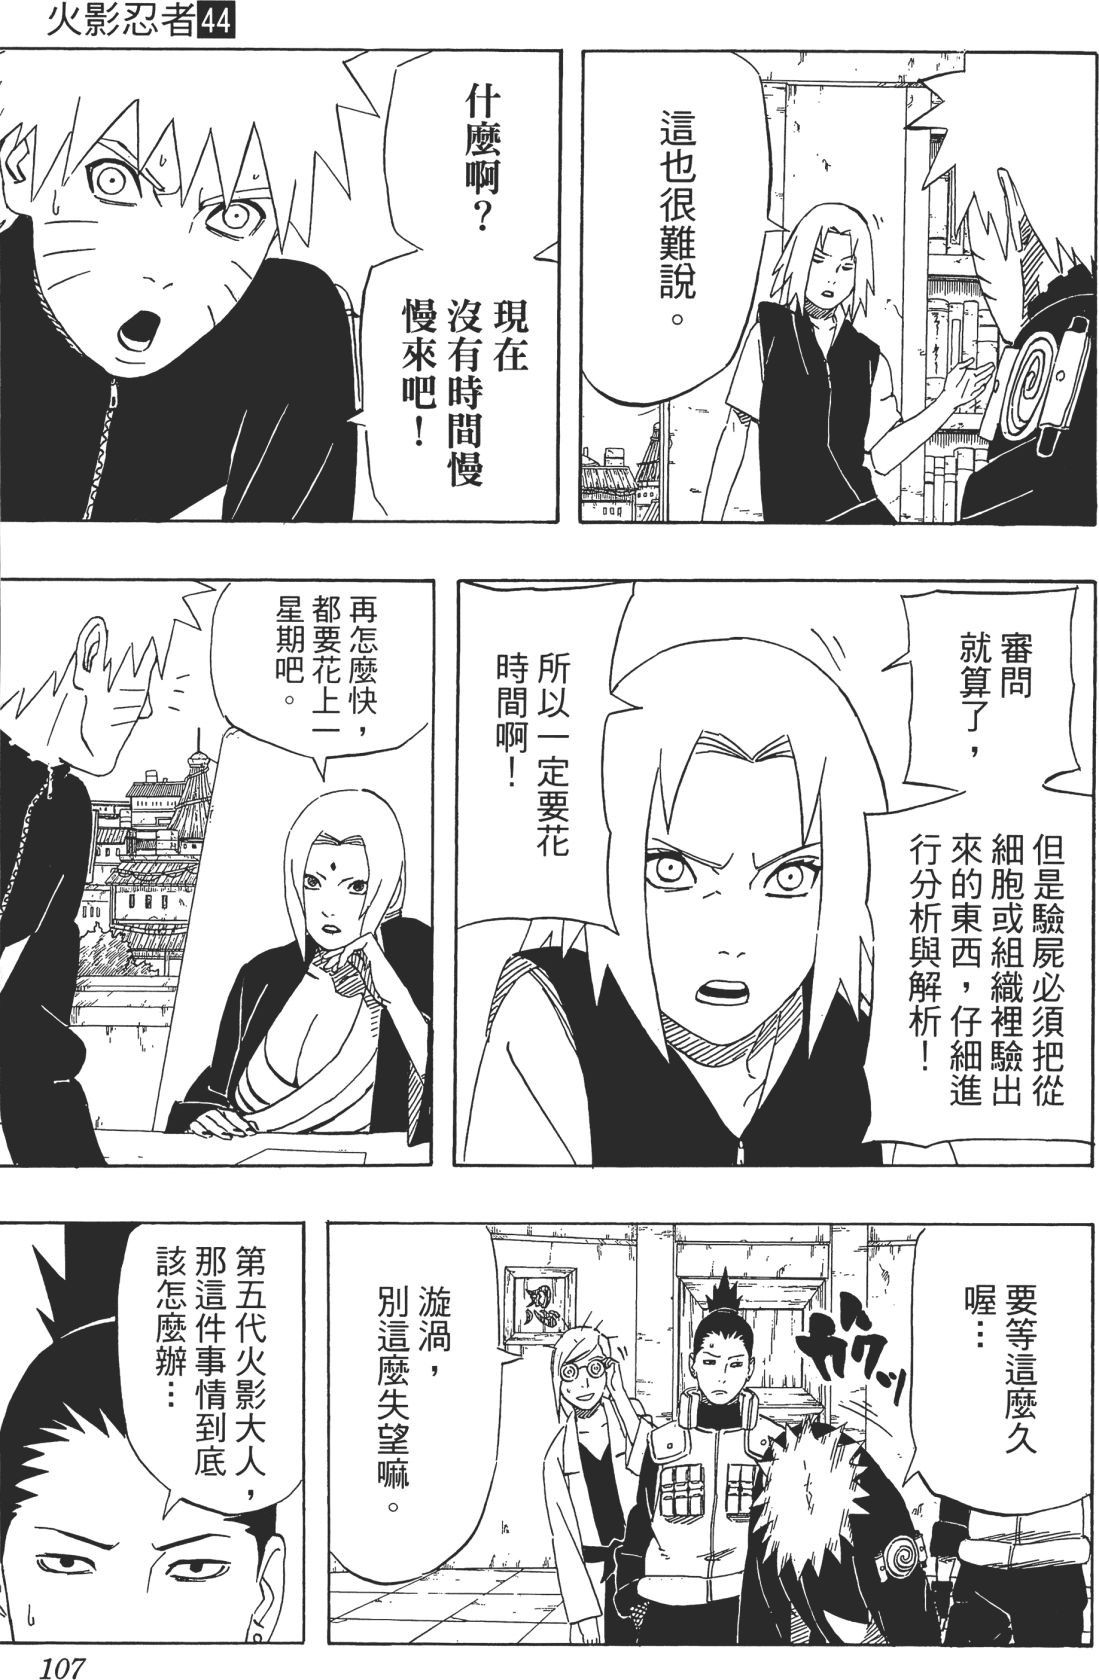 火影忍者44
這也很難說。
什麼啊？
現在
沒有時間慢
慢來吧！
審問
就算了，
但是驗屍必須把從
細胞或組織裡驗出
來的東西，仔細進
行分析與解析！
所以一定要花
時間啊！
再怎麼快，
都要花上一
星期吧。
要等這麼久
喔…
ガクッ
漩渦，
別這麼失望嘛。
第五代火影大人，
那這件事情到底
該怎麼辦…
107